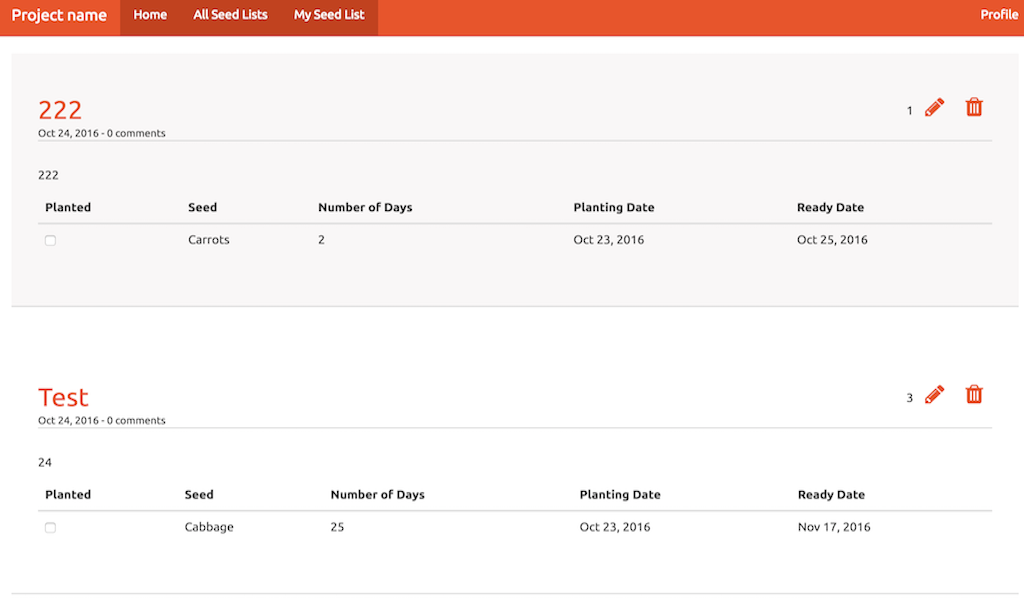 Project name Home All Seed Lists My Seed List Profile
222 1
Oct 24, 2016 - 0 comments
222
Planted Seed Number of Days Planting Date Ready Date
Carrots 2 Oct 23, 2016 Oct 25, 2016
Test 3
Oct 24, 2016 - 0 comments
24
Planted Seed Number of Days Planting Date Ready Date
Cabbage 25 Oct 23, 2016 Nov 17, 2016